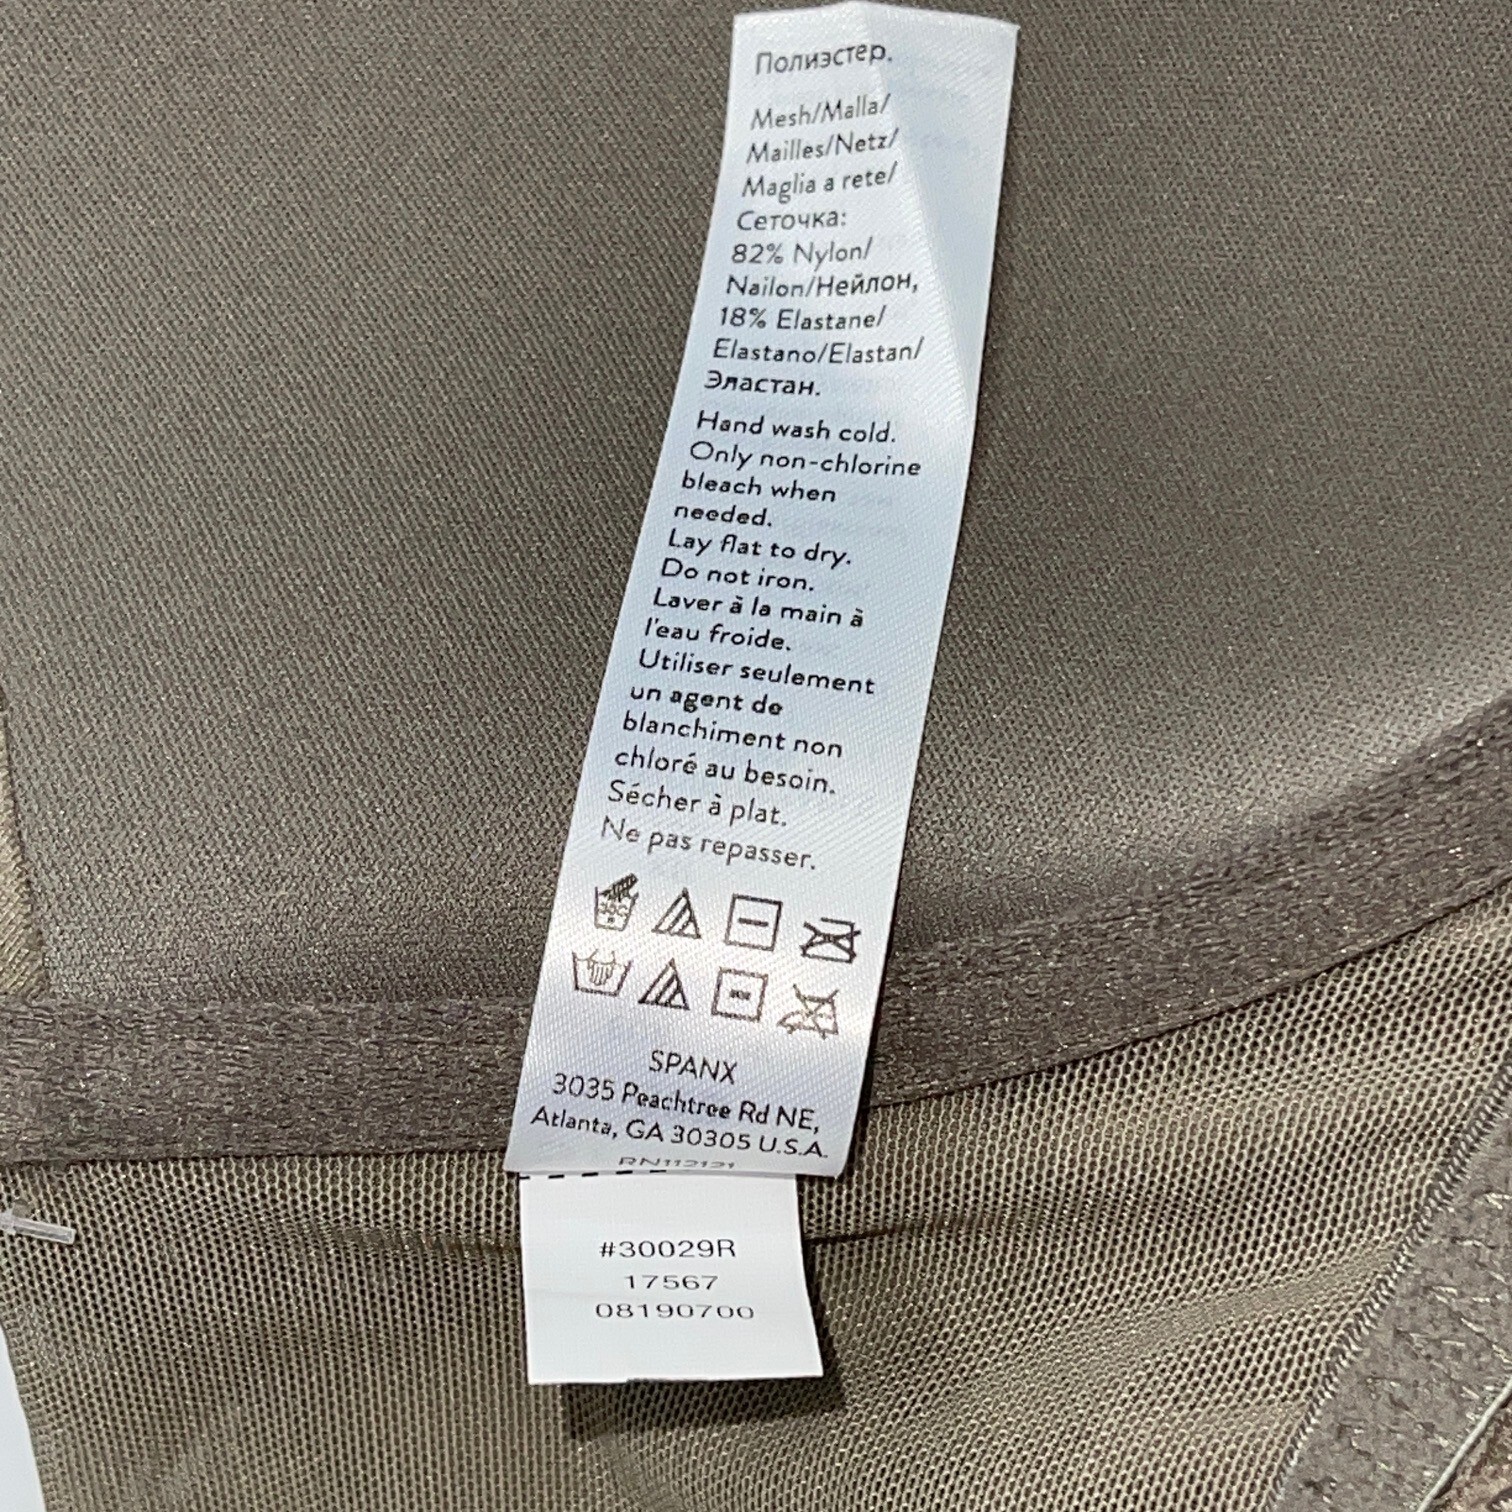 Полиэстер.
Mesh/Malla/
Mailles/Netz/
Maglia a rete/
Сеточка:
82% Nylon/
Nailon/Нейлон,
18% Elastane/
Elastano/Elastan/
Эластан.
Hand wash cold.
Only non-chlorine
bleach when
needed.
Lay flat to dry.
Do not iron.
Laver à la main à
l'eau froide.
Utiliser seulement
un agent de
blanchiment non
chloré au besoin.
Sécher à plat.
Ne pas repasser.
SPANX
3035 Peachtree Rd NE,
Atlanta, GA 30305 U.S.A.
RN112121
#30029R
17567
08190700